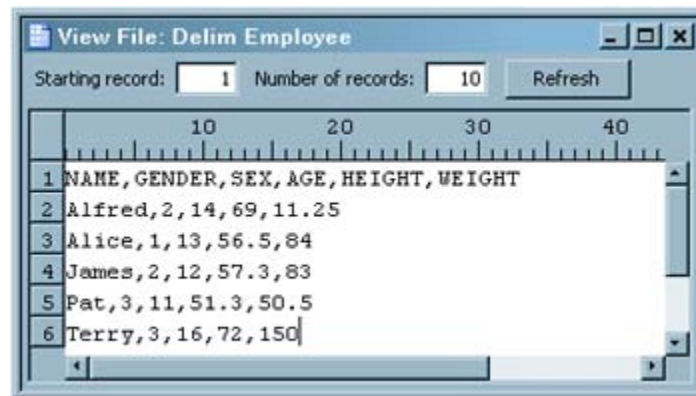 View File: Delim Employee
Starting record: 1 Number of records: 10 Refresh
10 20 30 40
1 NAME,GENDER,SEX,AGE,HEIGHT,WEIGHT
2 Alfred,2,14,69,11.25
3 Alice,1,13,56.5,84
4 James,2,12,57.3,83
5 Pat,3,11,51.3,50.5
6 Terry,3,16,72,150